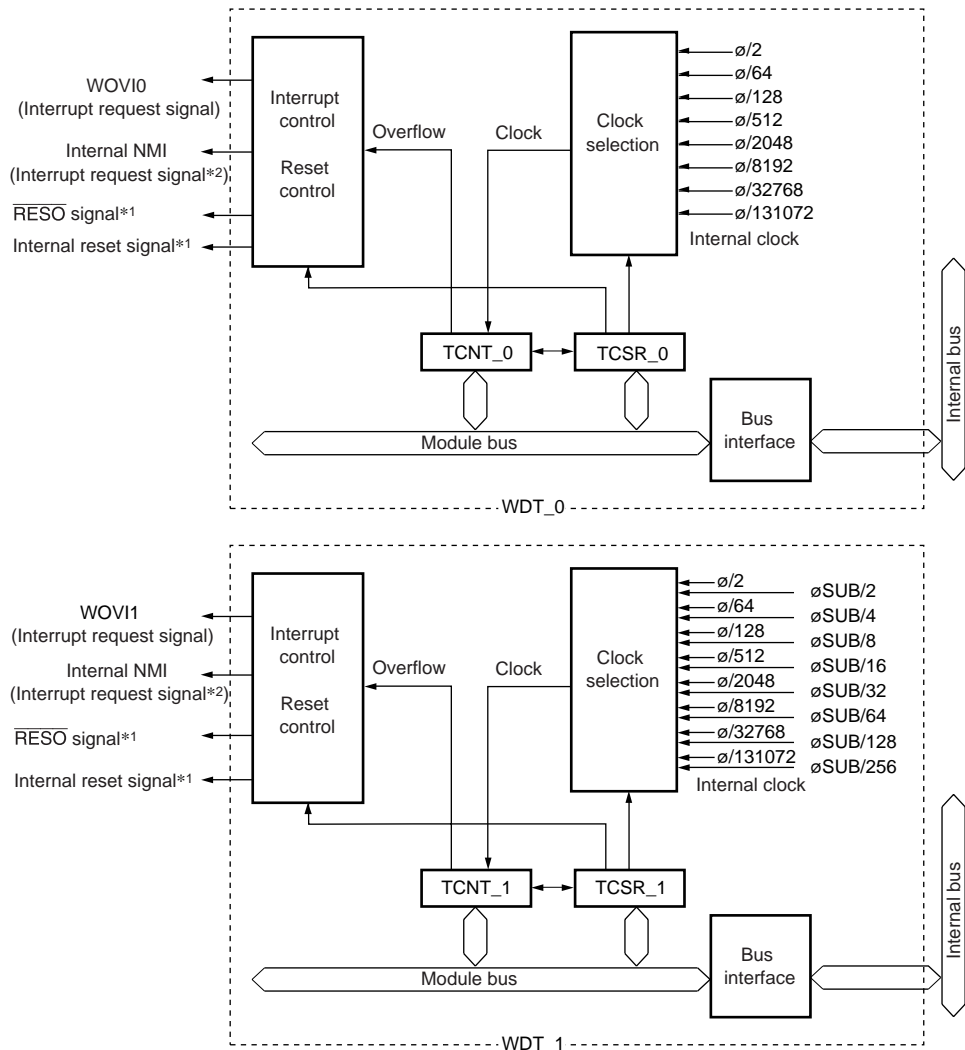 WOVI0
(Interrupt request signal)
Internal NMI
(Interrupt request signal*2)
RESO signal*1
Internal reset signal*1
Interrupt
control
Reset
control
Overflow
Clock
Clock
selection
ø/2
ø/64
ø/128
ø/512
ø/2048
ø/8192
ø/32768
ø/131072
Internal clock
TCNT_0
TCSR_0
Module bus
Bus
interface
Internal bus
WDT_0
WOVI1
(Interrupt request signal)
Internal NMI
(Interrupt request signal*2)
RESO signal*1
Internal reset signal*1
Interrupt
control
Reset
control
Overflow
Clock
Clock
selection
ø/2
øSUB/2
ø/64
øSUB/4
ø/128
øSUB/8
ø/512
øSUB/16
ø/2048
øSUB/32
ø/8192
øSUB/64
ø/32768
øSUB/128
ø/131072
øSUB/256
Internal clock
TCNT_1
TCSR_1
Module bus
Bus
interface
Internal bus
WDT_1